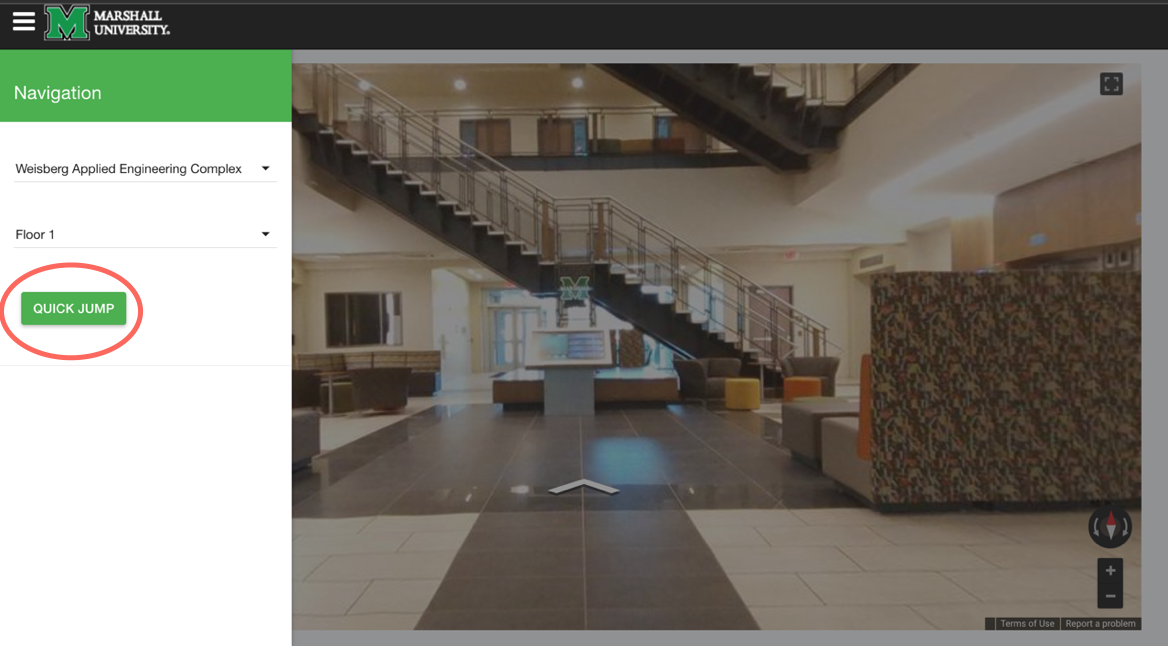 MARSHALL
UNIVERSITY.
Navigation
Weisberg Applied Engineering Complex
Floor 1
QUICK JUMP
M
Terms of Use
Report a problem